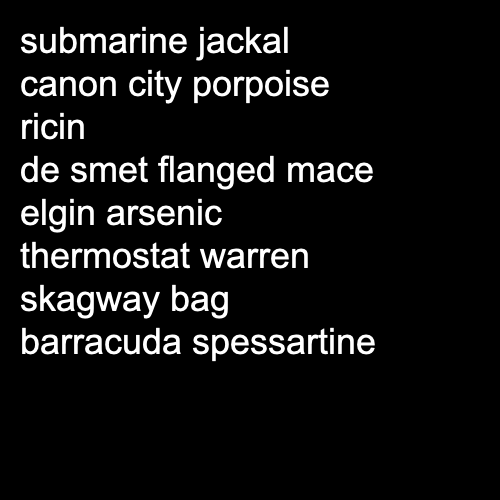 submarine jackal
canon city porpoise
ricin
de smet flanged mace
elgin arsenic
thermostat warren
skagway bag
barracuda spessartine